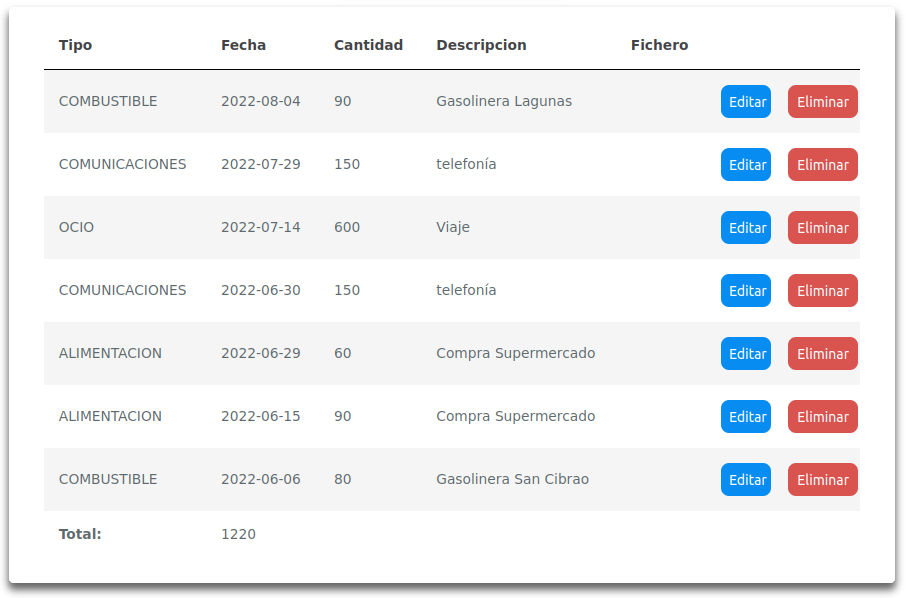 Tipo Fecha Cantidad Descripcion Fichero
COMBUSTIBLE 2022-08-04 90 Gasolinera Lagunas Editar Eliminar
COMUNICACIONES 2022-07-29 150 telefonía Editar Eliminar
OCIO 2022-07-14 600 Viaje Editar Eliminar
COMUNICACIONES 2022-06-30 150 telefonía Editar Eliminar
ALIMENTACION 2022-06-29 60 Compra Supermercado Editar Eliminar
ALIMENTACION 2022-06-15 90 Compra Supermercado Editar Eliminar
COMBUSTIBLE 2022-06-06 80 Gasolinera San Cibrao Editar Eliminar
Total: 1220